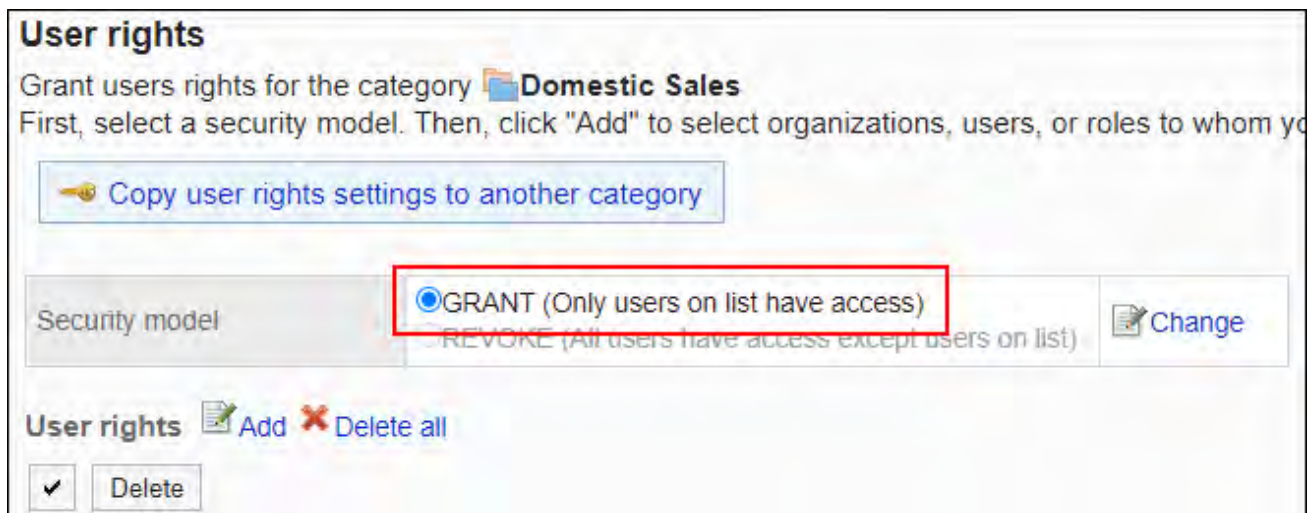 User rights
Grant users rights for the category Domestic Sales
First, select a security model. Then, click "Add" to select organizations, users, or roles to whom yo
Copy user rights settings to another category
Security model
GRANT (Only users on list have access)
REVOKE (All users have access except users on list)
Change
User rights Add Delete all
Delete